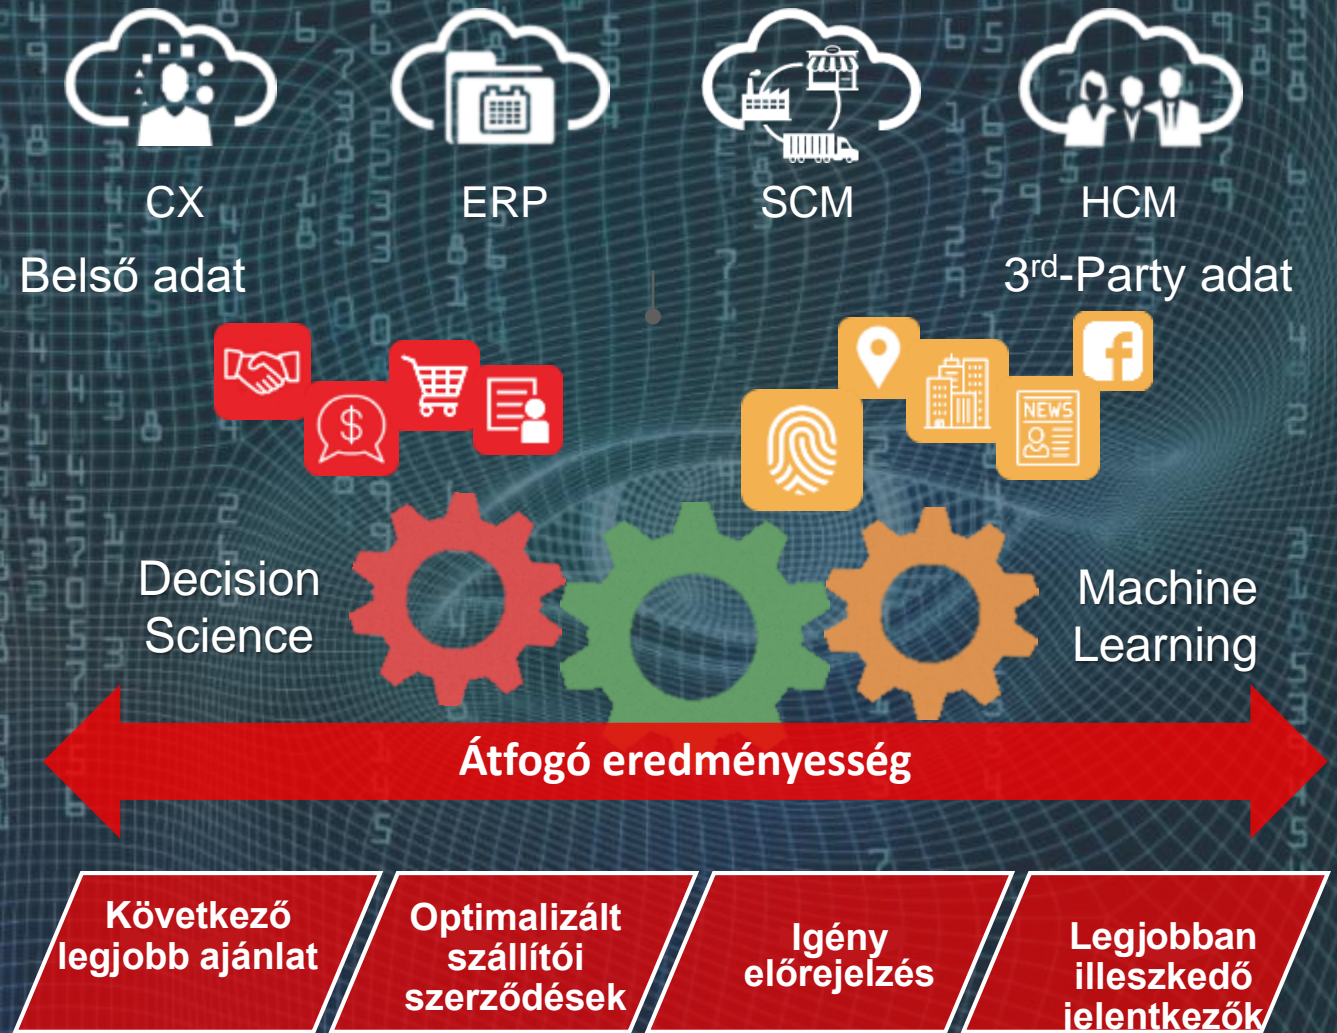 CX
ERP
SCM
HCM
Belső adat
3rd-Party adat
$
f
NEWS
Decision
Science
Machine
Learning
Átfogó eredményesség
Következő
legjobb ajánlat
Optimalizált
szállítói
szerződések
Igény
előrejelzés
Legjobban
illeszkedő
jelentkezők